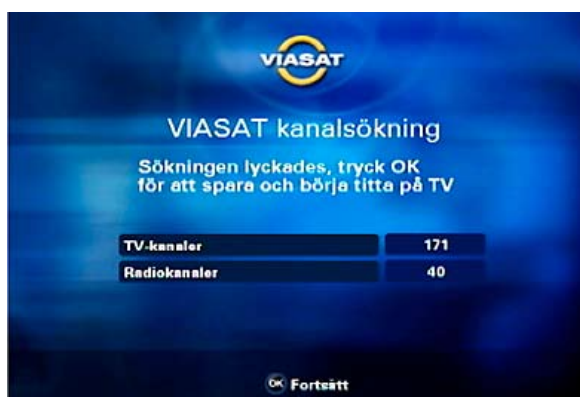 VIASAT
VIASAT kanalsökning
Sökningen lyckades, tryck OK
för att spara och börja titta på TV
TV-kanaler 171
Radiokanaler 40
OK Fortsätt